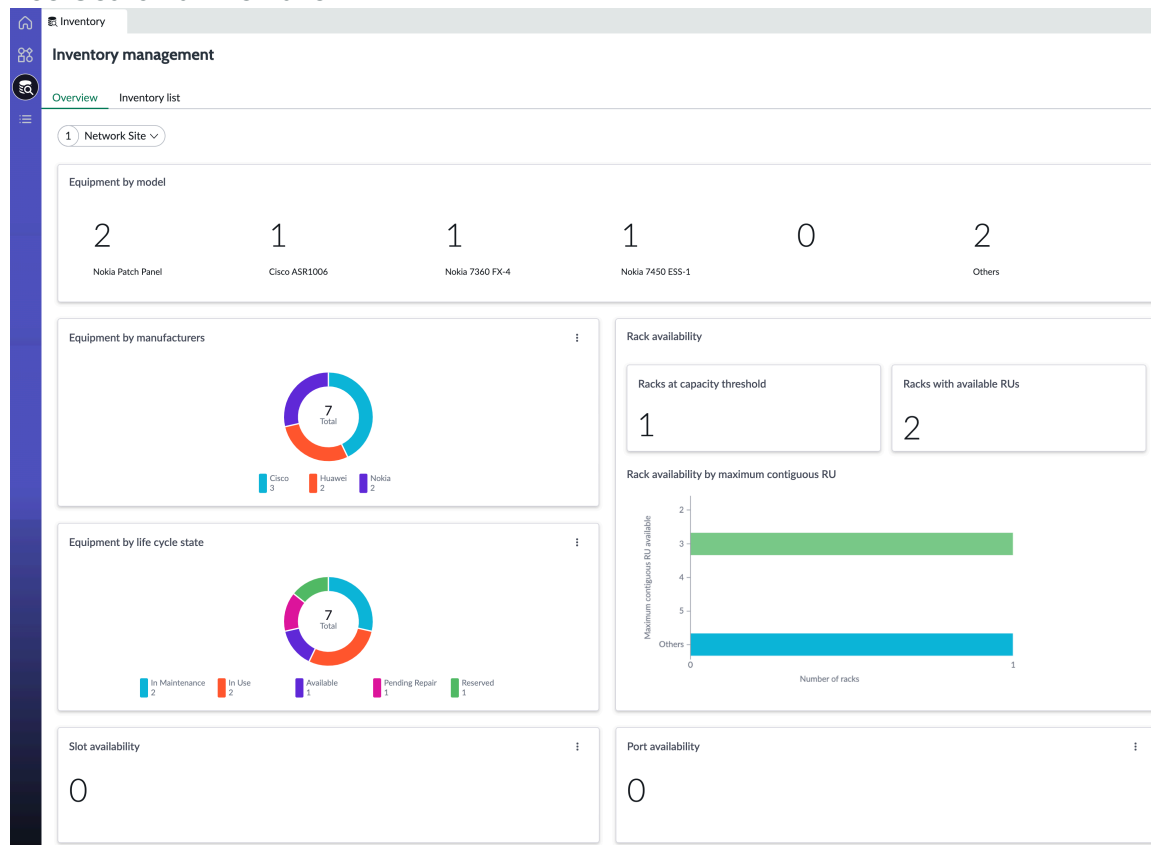 Inventory
Inventory management
Overview Inventory list
1 Network Site
Equipment by model
2 1 1 1 0 2
Nokia Patch Panel Cisco ASR1006 Nokia 7360 FX-4 Nokia 7450 ESS-1 Others
Equipment by manufacturers
7
Total
Cisco Huawei Nokia
3 2 2
Rack availability
Racks at capacity threshold
1
Racks with available RUs
2
Rack availability by maximum contiguous RU
Maximum contiguous RU available
2
3
4
5
Others
0 1
Number of racks
Equipment by life cycle state
7
Total
In Maintenance In Use Available Pending Repair Reserved
2 2 1 1 1
Slot availability
0
Port availability
0